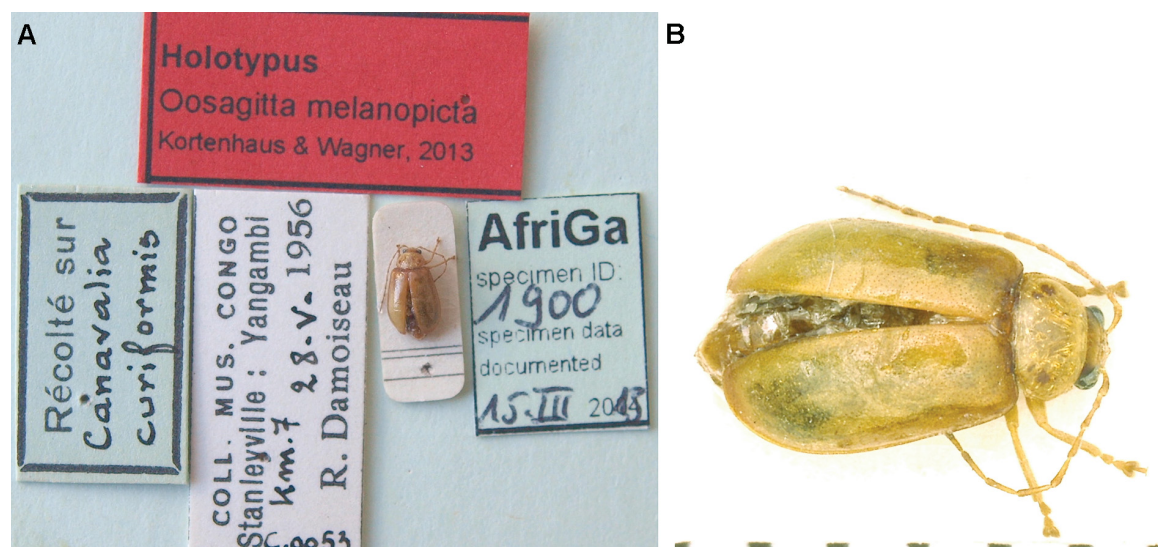 A
B
Holotypus
Oosagitta melanopicta
Kortenhaus & Wagner, 2013
Récolté sur
Canavalia
curiformis
COLL. MUS. CONGO
Stanleyville : Yangambi
km.7 28-V-1956
R. Damoiseau
AfriGa
specimen ID:
1900
specimen data
documented
15.III 2013